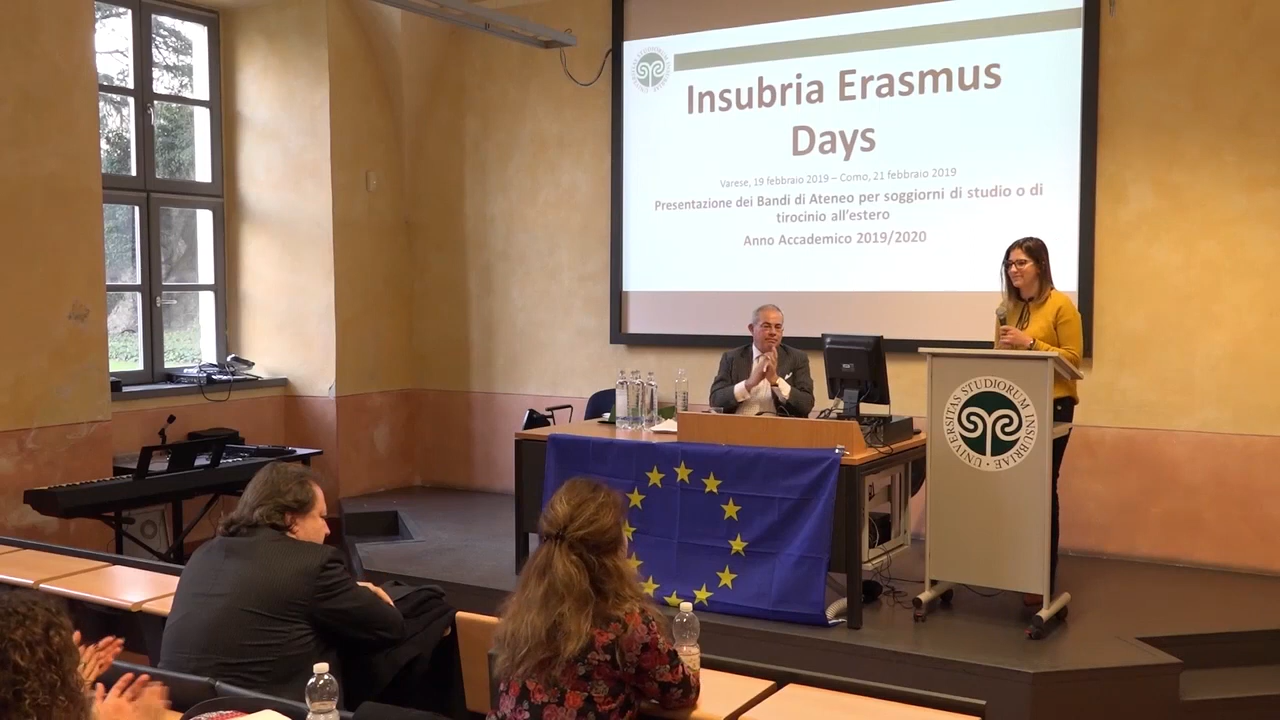 Insubria Erasmus
Days
Varese, 19 febbraio 2019 – Como, 21 febbraio 2019
Presentazione dei Bandi di Ateneo per soggiorni di studio o di
tirocinio all'estero
Anno Accademico 2019/2020
UNIVERSITAS STUDIORUM INSUBRIAE